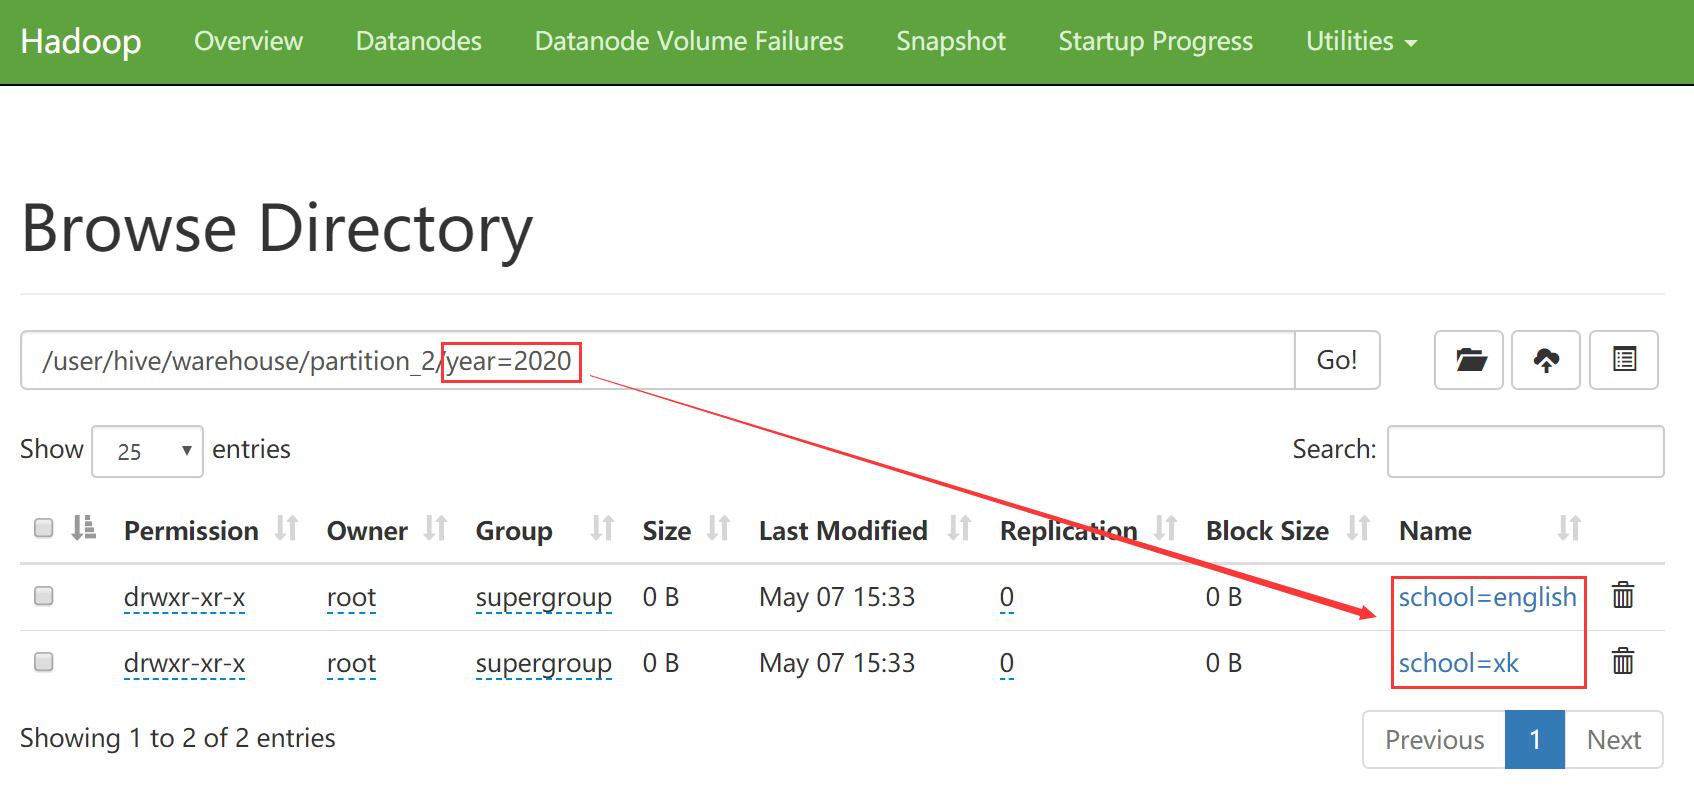 Hadoop Overview Datanodes Datanode Volume Failures Snapshot Startup Progress Utilities
Browse Directory
/user/hive/warehouse/partition_2/year=2020 Go!
Show 25 entries Search:
Permission Owner Group Size Last Modified Replication Block Size Name
drwxr-xr-x root supergroup 0 B May 07 15:33 0 0 B school=english
drwxr-xr-x root supergroup 0 B May 07 15:33 0 0 B school=xk
Showing 1 to 2 of 2 entries Previous 1 Next